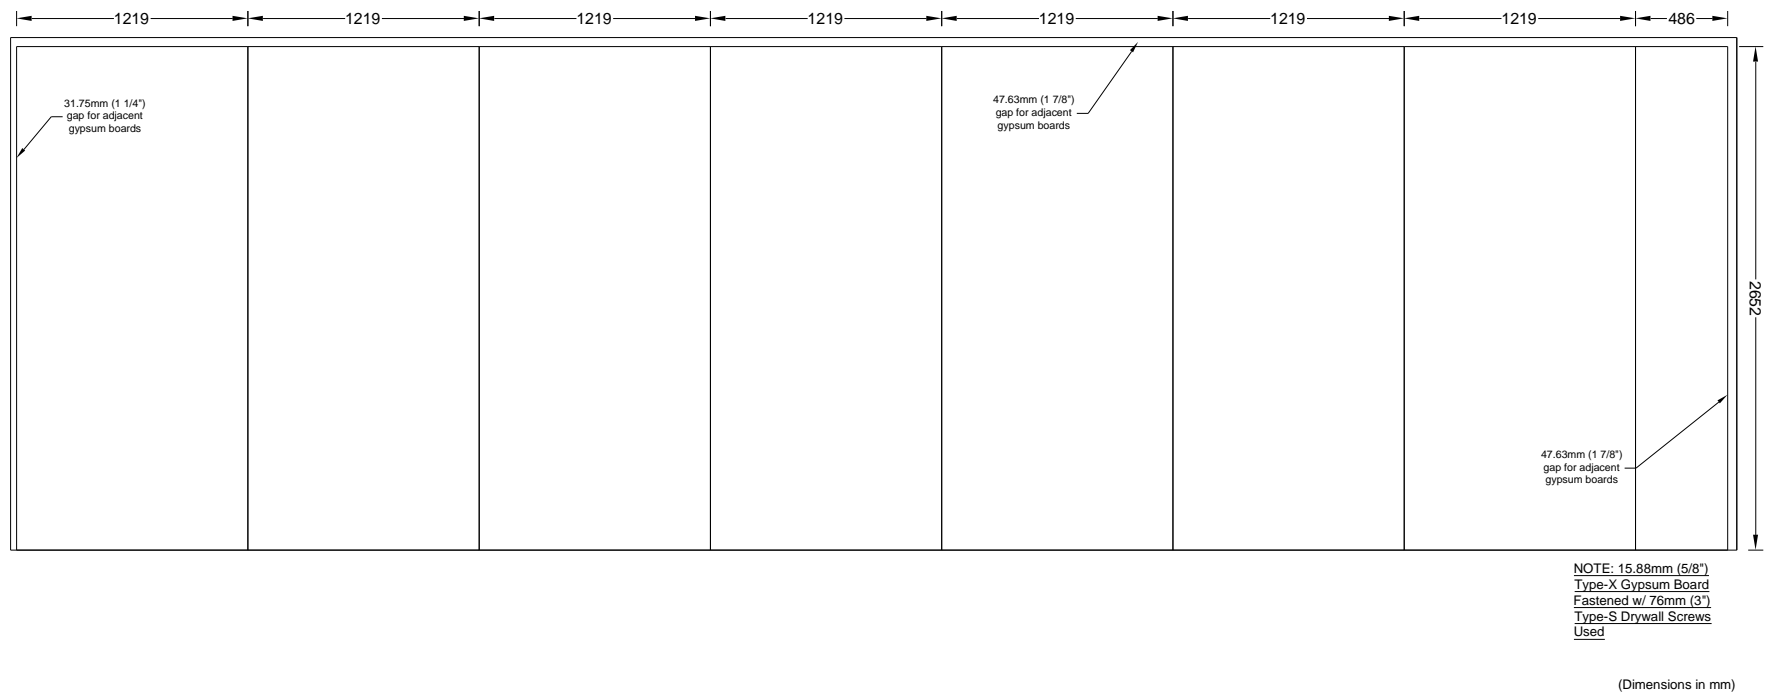 1219 1219 1219 1219 1219 1219 1219 486
31.75mm (1 1/4")
gap for adjacent
gypsum boards
47.63mm (1 7/8")
gap for adjacent
gypsum boards
2652
47.63mm (1 7/8")
gap for adjacent
gypsum boards
NOTE: 15.88mm (5/8")
Type-X Gypsum Board
Fastened w/ 76mm (3")
Type-S Drywall Screws
Used
(Dimensions in mm)